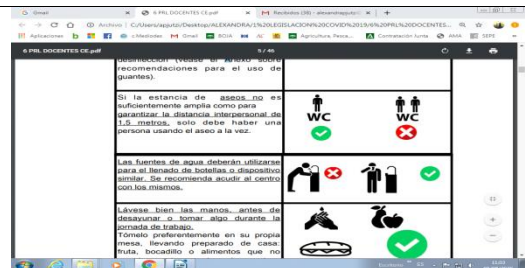 Gmail
6 PRL DOCENTES CE.pdf
Archivo | C:/Users/apputo/Desktop/ALEXANDRA/1%20LEGISLACION%20COVID%2019/6%20PRL%20DOCENTES...
Aplicaciones
Gmail
BOJA
Agricultura, Pesca...
Contratación Junta
AMA
SEPE
6 PRL DOCENTES CE.pdf
5 / 46
desinfección (véase el Anexo sobre
recomendaciones para el uso de
guantes).
Si la estancia de aseos no es
suficientemente amplia como para
garantizar la distancia interpersonal de
1,5 metros, solo debe haber una
persona usando el aseo a la vez.
WC
WC
Las fuentes de agua deberán utilizarse
para el llenado de botellas o dispositivo
similar. Se recomienda acudir al centro
con los mismos.
Lávese bien las manos, antes de
desayunar o tomar algo durante la
jornada de trabajo.
Tómelo preferentemente en su propia
mesa, llevando preparado de casa:
fruta, bocadillo o alimentos que no
ES